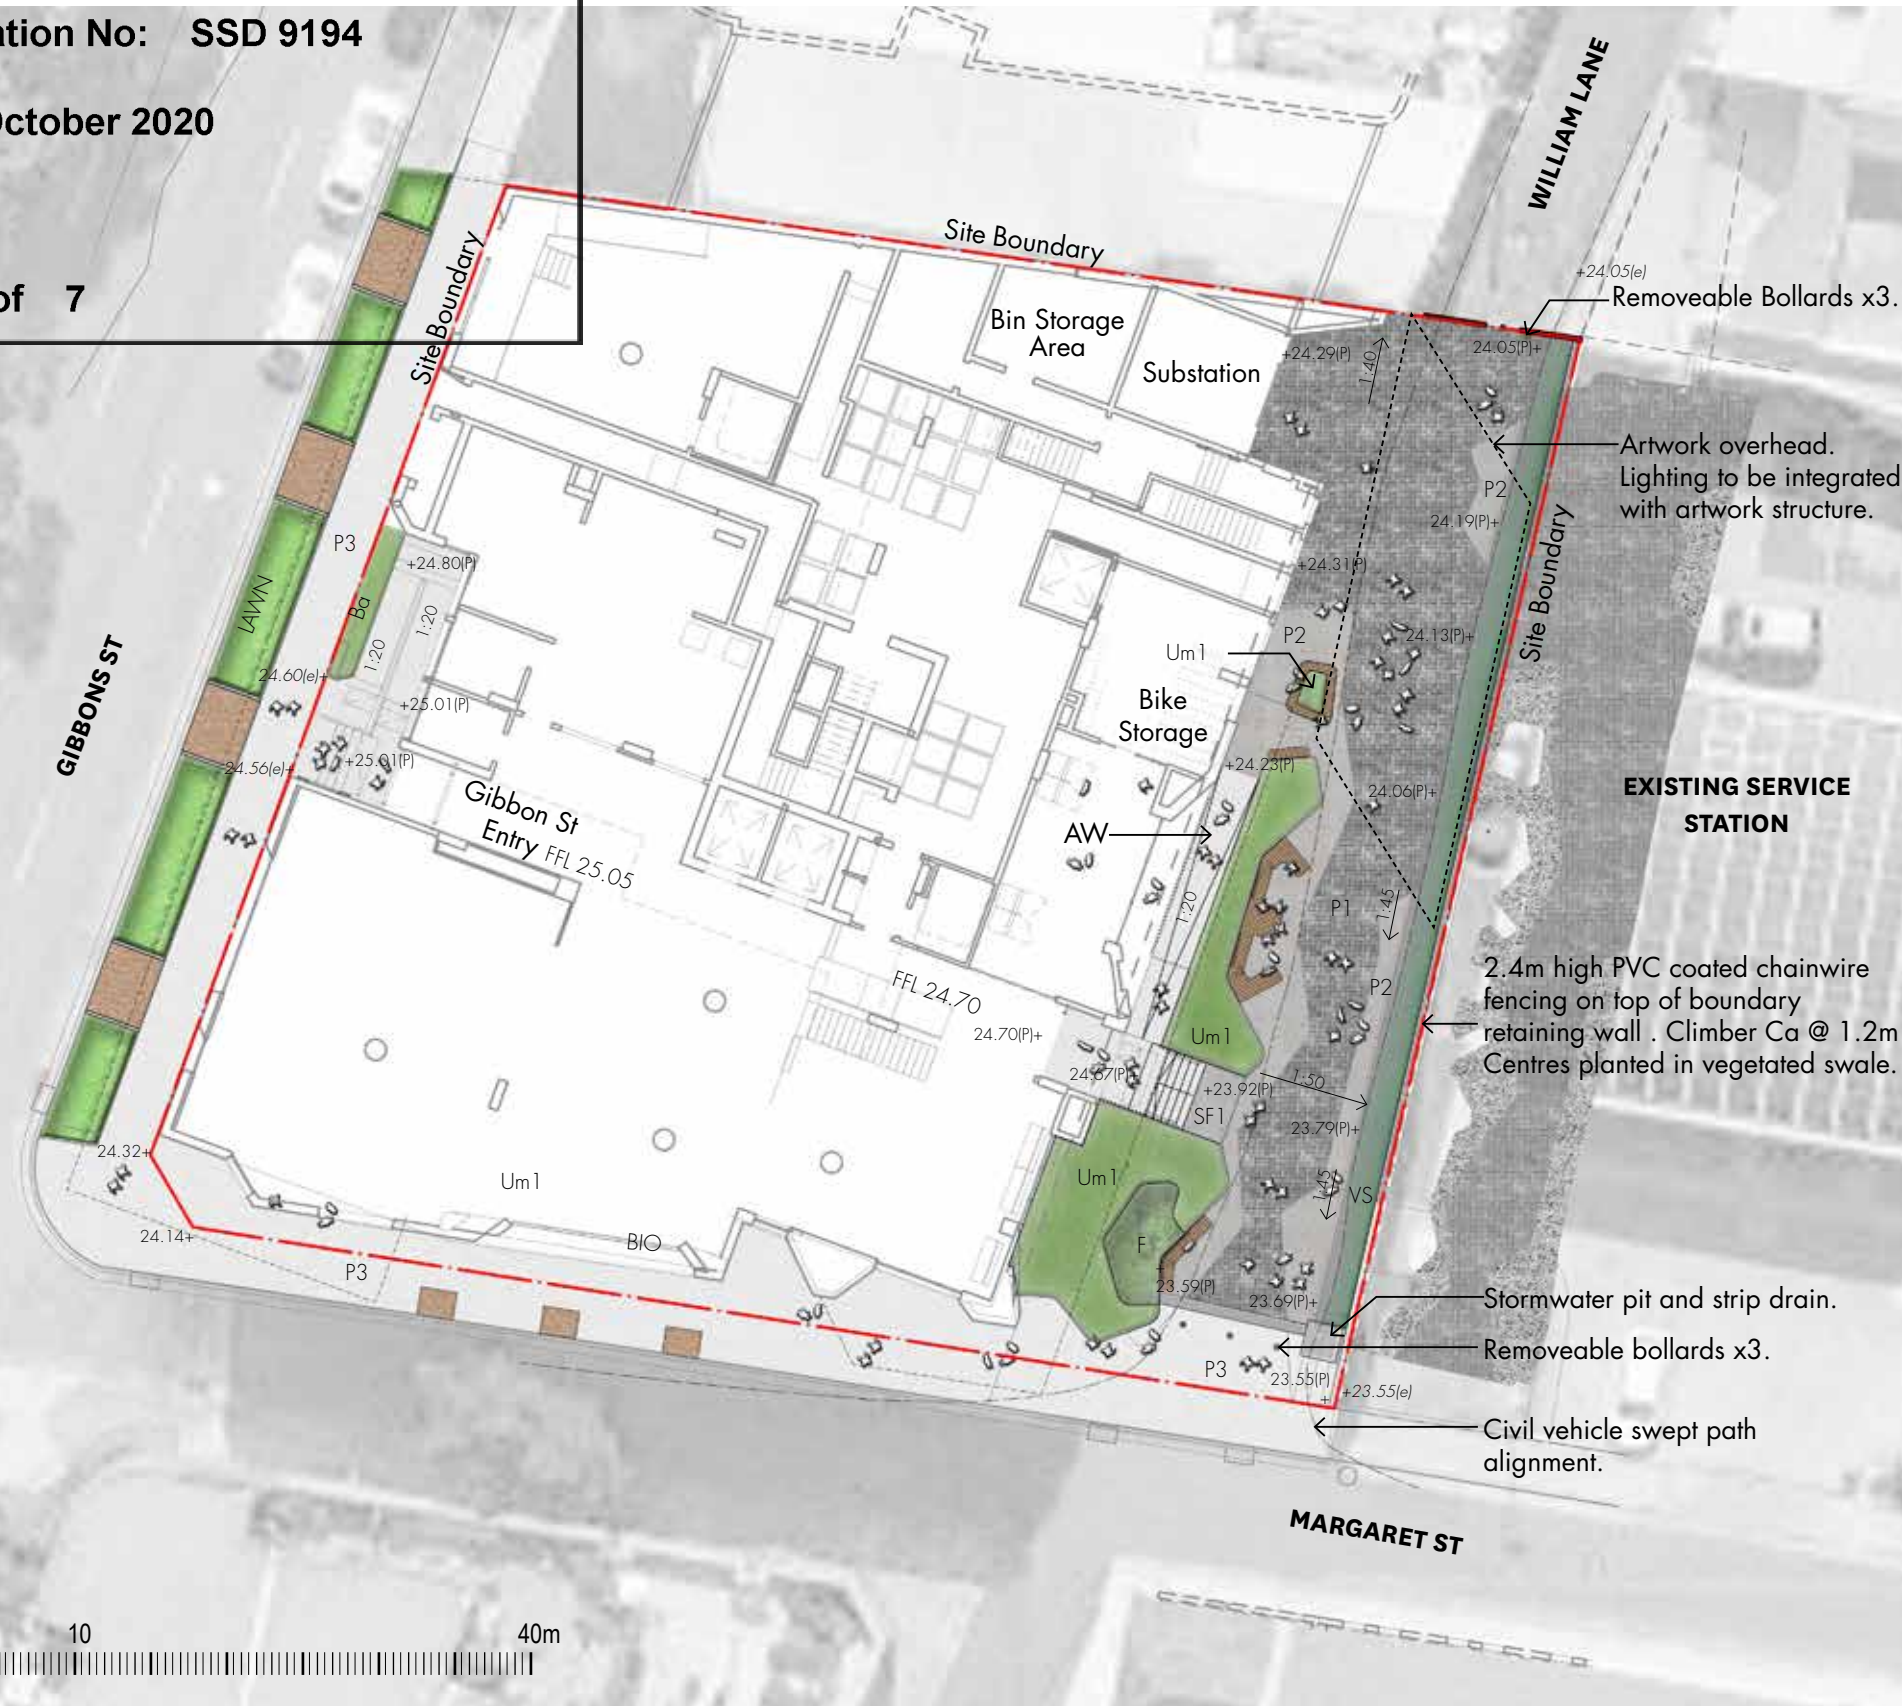 ation No: SSD 9194
October 2020
of 7
WILLIAM LANE
Site Boundary
Site Boundary
+24.05(e)
Removeable Bollards x3.
Bin Storage
Area
Substation
+24.29(P)
1:40
24.05(P)+
Artwork overhead.
Lighting to be integrated
with artwork structure.
P2
24.19(P)+
Site Boundary
P3
+24.80(P)
+24.31(P)
LAWN
Ba
1:20
1:20
24.13(P)+
P2
Um1
24.60(e)+
+25.01(P)
GIBBONS ST
Bike
Storage
24.56(e)+
+25.01(P)
+24.23(P)
24.06(P)+
EXISTING SERVICE
STATION
Gibbon St
Entry FFL 25.05
AW
1:20
P1
1:45
FFL 24.70
24.70(P)+
P2
2.4m high PVC coated chainwire
fencing on top of boundary
retaining wall . Climber Ca @ 1.2m
Centres planted in vegetated swale.
Um1
24.67(P)+
+23.92(P)
1:50
SF1
23.79(P)+
24.32+
Um1
Um1
1:45
VS
24.14+
BIO
F
P3
+
23.59(P)
23.69(P)+
Stormwater pit and strip drain.
Removeable bollards x3.
P3
23.55(P)
+
+23.55(e)
Civil vehicle swept path
alignment.
MARGARET ST
10
40m